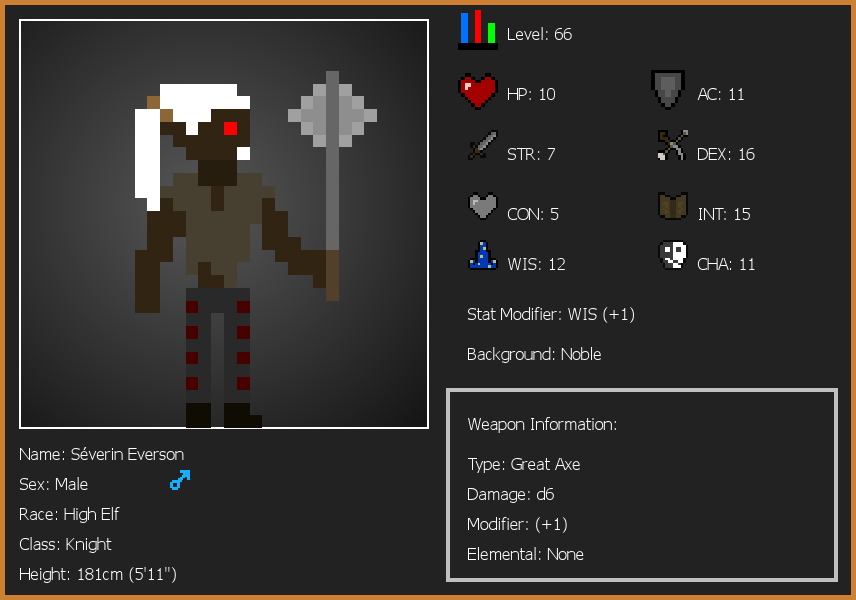 Level: 66
HP: 10
AC: 11
STR: 7
DEX: 16
CON: 5
INT: 15
WIS: 12
CHA: 11
Stat Modifier: WIS (+1)
Background: Noble
Weapon Information:
Type: Great Axe
Damage: d6
Modifier: (+1)
Elemental: None
Name: Séverin Everson
Sex: Male
Race: High Elf
Class: Knight
Height: 181cm (5'11")